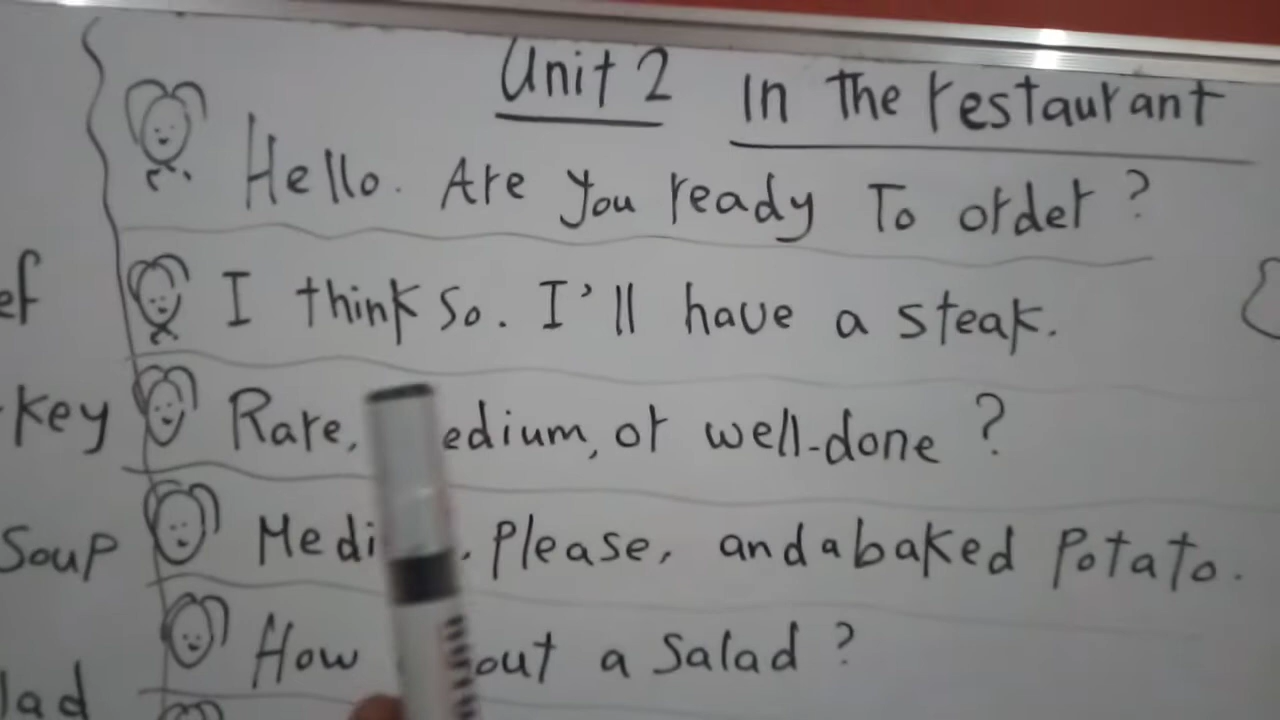 Unit 2 In the restaurant
Hello. Are you ready To order?
I think so. I'll have a steak.
Rare, edium, or well-done?
Medi . Please, and a baked Potato.
How out a Salad?
ef
key
Soup
lad